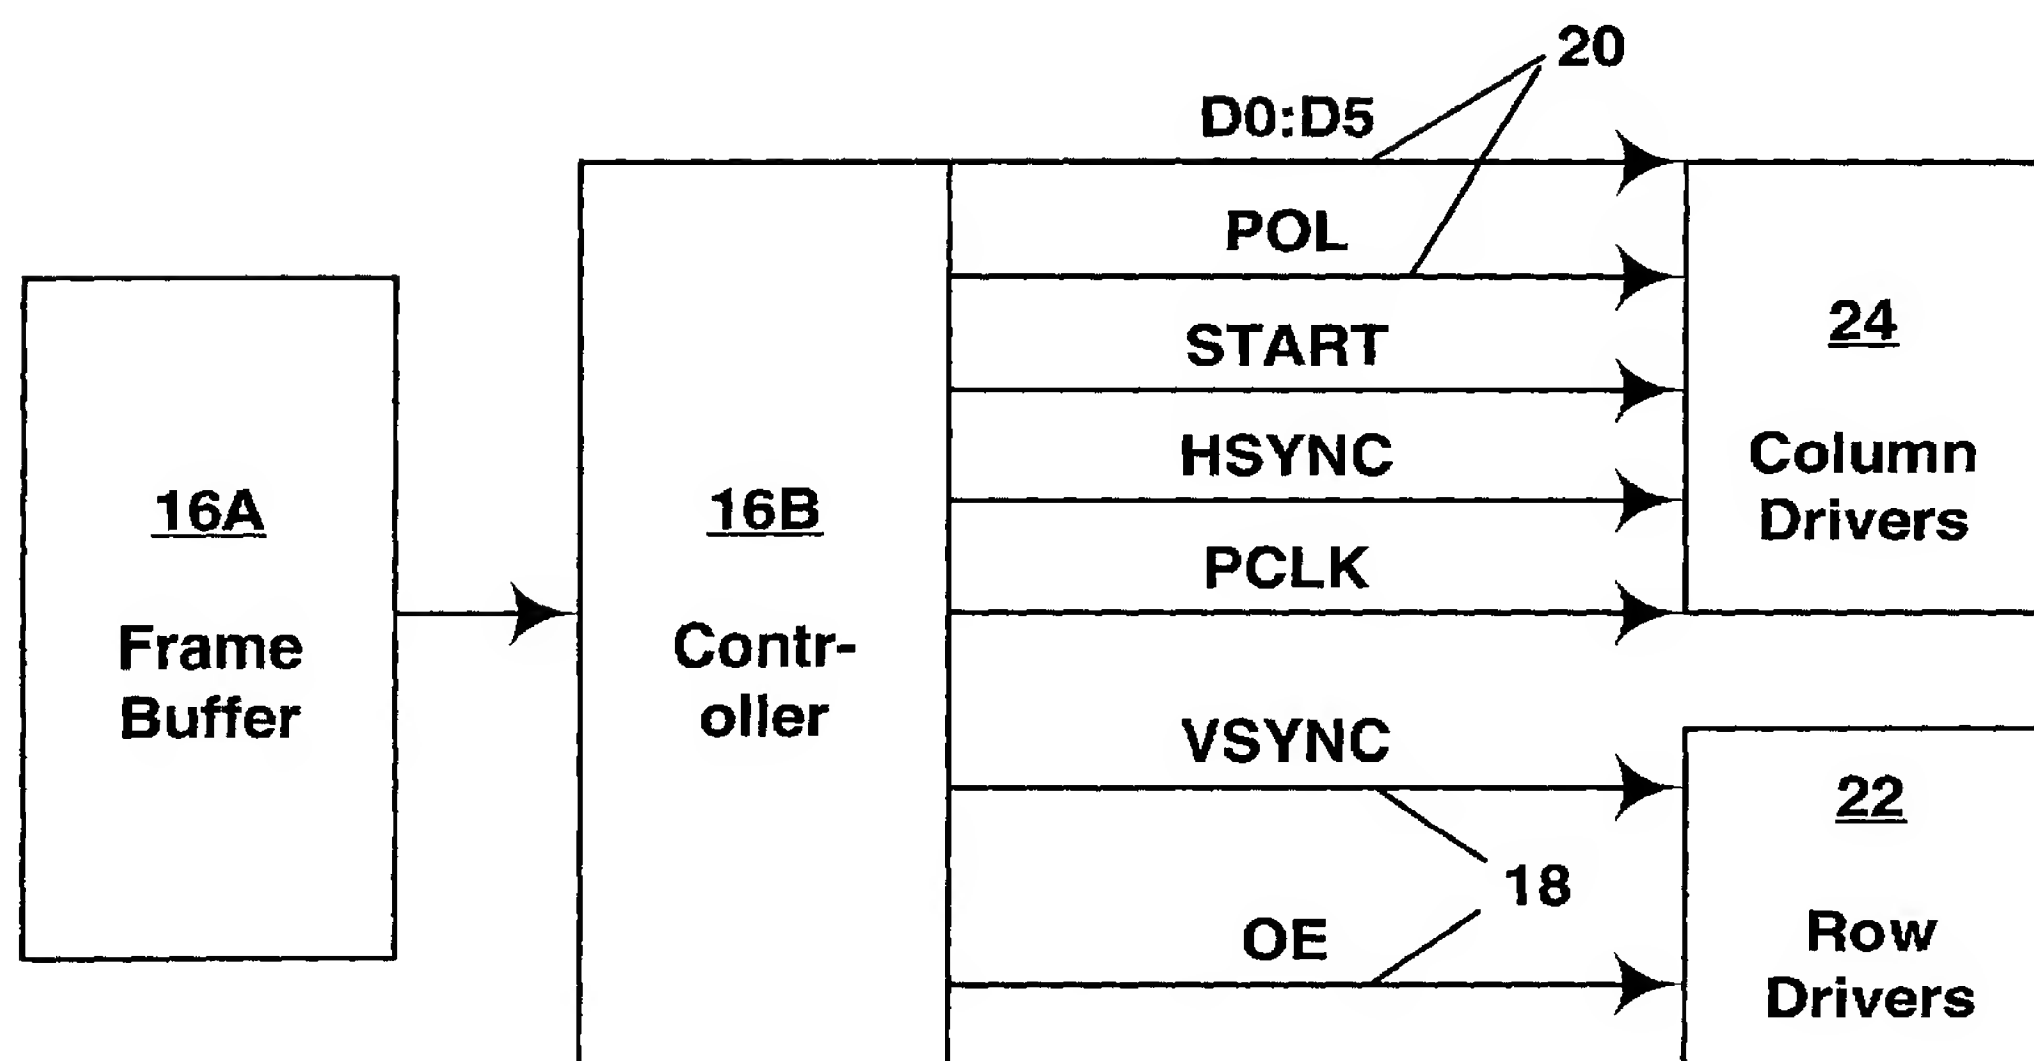 20
D0:D5
POL
START
HSYNC
PCLK
VSYNC
OE
18
16A
Frame
Buffer
16B
Contr-
oller
24
Column
Drivers
22
Row
Drivers